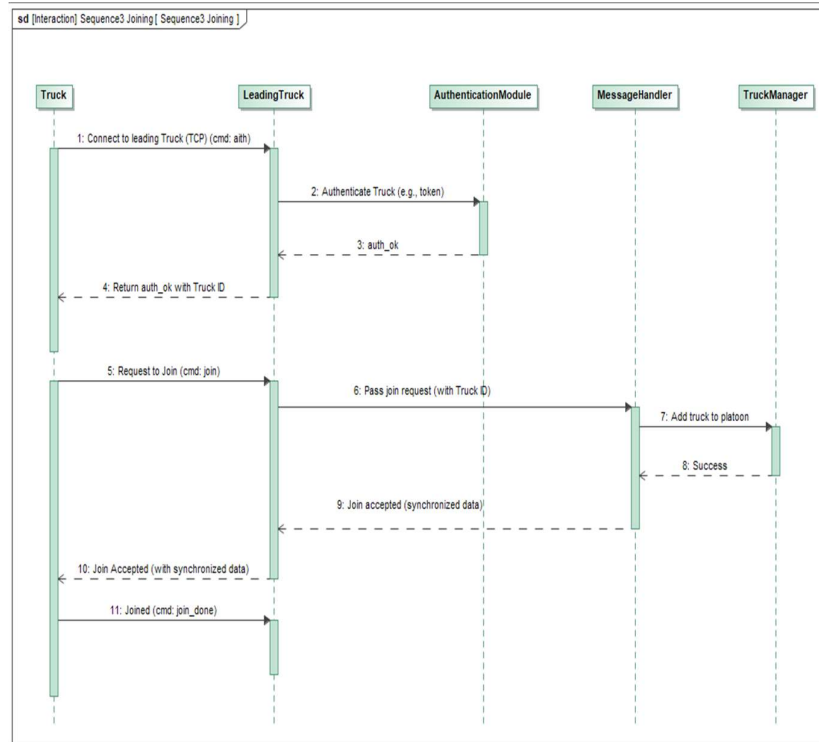 sd [Interaction] Sequence3 Joining [ Sequence3 Joining ]
Truck
LeadingTruck
AuthenticationModule
MessageHandler
TruckManager
1: Connect to leading Truck (TCP) (cmd: aith)
2: Authenticate Truck (e.g., token)
3: auth_ok
4: Return auth_ok with Truck ID
5: Request to Join (cmd: join)
6: Pass join request (with Truck ID)
7: Add truck to platoon
8: Success
9: Join accepted (synchronized data)
10: Join Accepted (with synchronized data)
11: Joined (cmd: join_done)